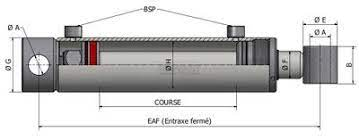 BSP
Ø A
Ø E
Ø A
Ø G
Ø H
Ø F
B
COURSE
EAF (Entraxe fermé)